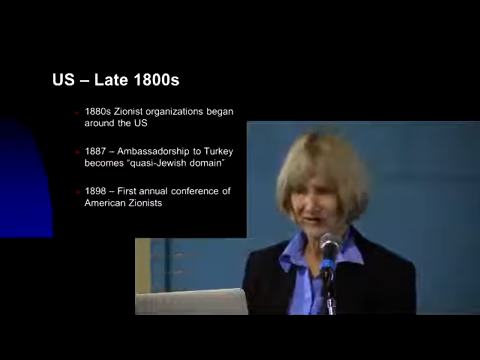 US – Late 1800s
1880s Zionist organizations began
around the US
1887 – Ambassadorship to Turkey
becomes “quasi-Jewish domain”
1898 – First annual conference of
American Zionists